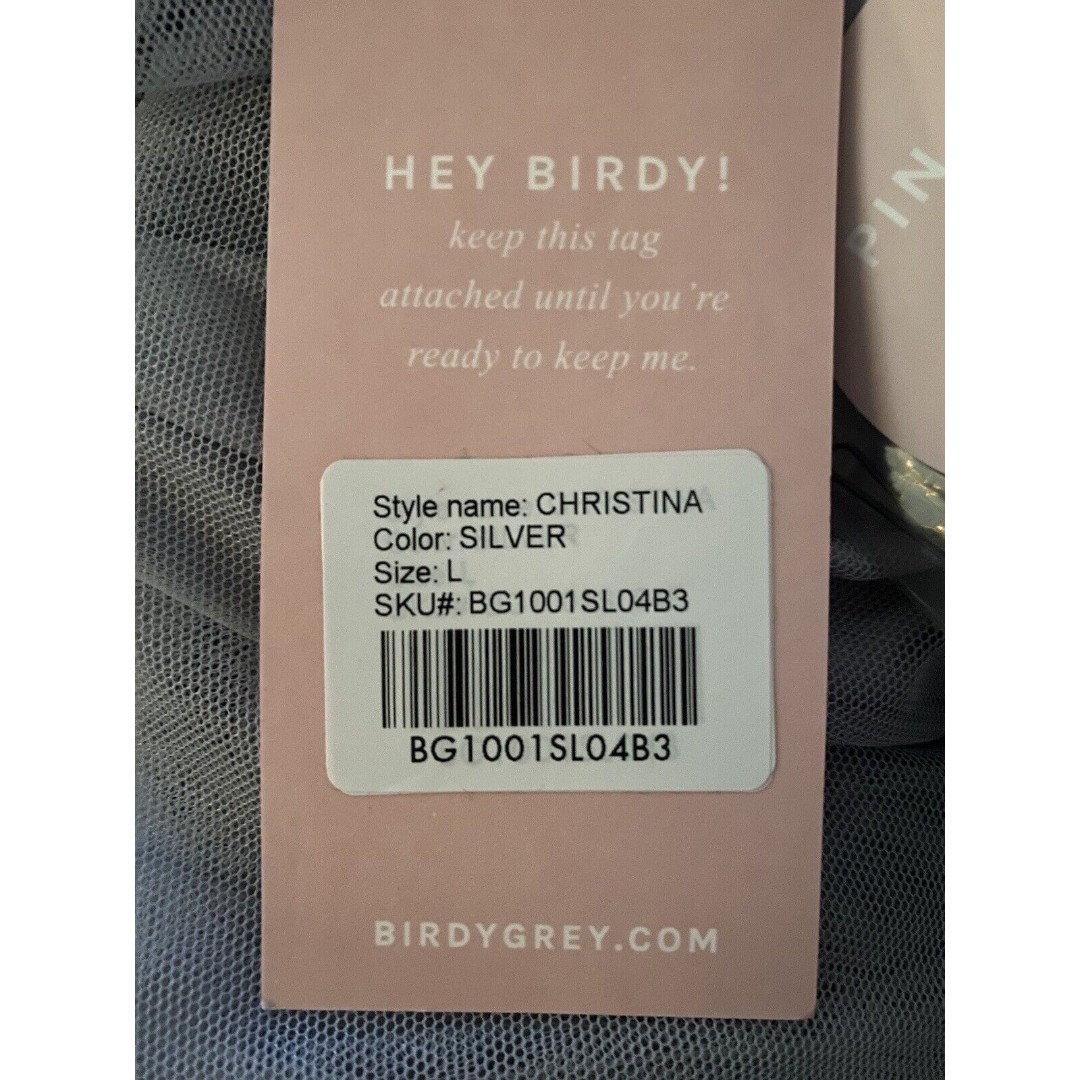 HEY BIRDY!
keep this tag
attached until you're
ready to keep me.
PIN
Style name: CHRISTINA
Color: SILVER
Size: L
SKU#: BG1001SL04B3
BG1001SL04B3
BIRDYGREY.COM